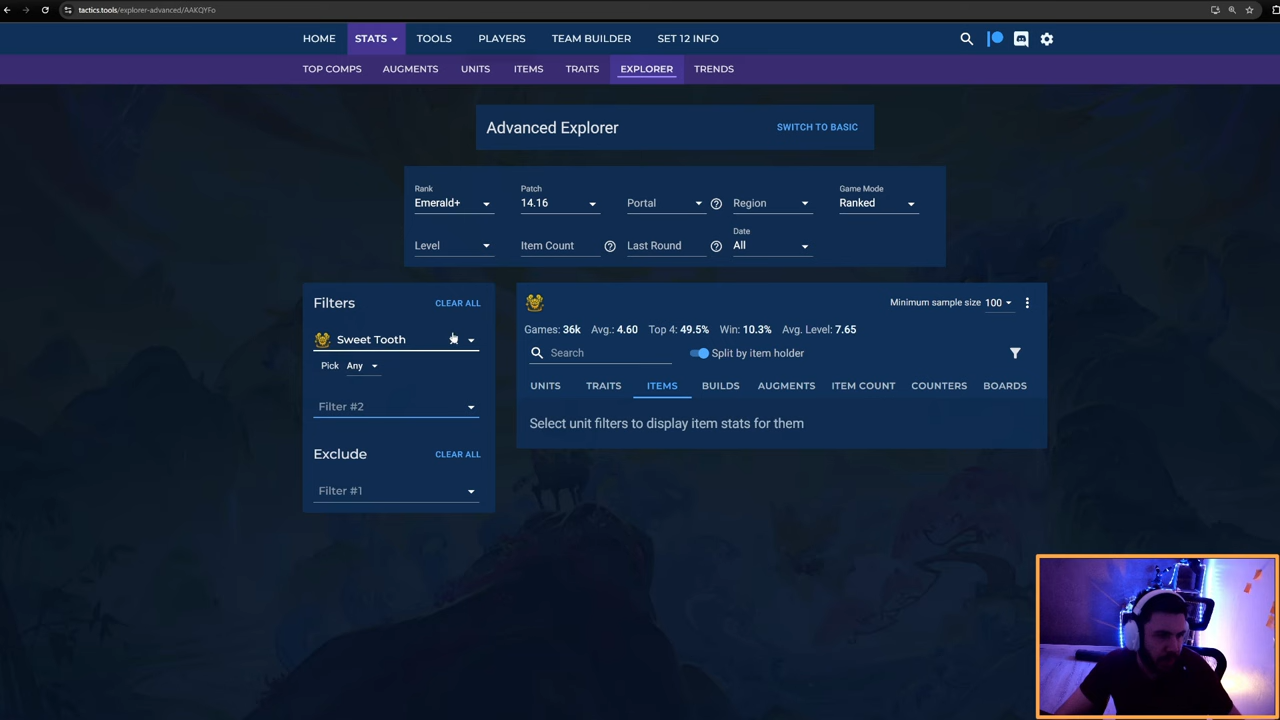 tactics.tools/explorer-advanced/AAKQYFo
HOME STATS TOOLS PLAYERS TEAM BUILDER SET 12 INFO
TOP COMPS AUGMENTS UNITS ITEMS TRAITS EXPLORER TRENDS
Advanced Explorer SWITCH TO BASIC
Rank Patch Game Mode
Emerald+ 14.16 Portal Region Ranked
Date
Level Item Count Last Round All
Filters CLEAR ALL
Sweet Tooth
Pick Any
Filter #2
Exclude CLEAR ALL
Filter #1
Minimum sample size 100
Games: 36k Avg.: 4.60 Top 4: 49.5% Win: 10.3% Avg. Level: 7.65
Search Split by item holder
UNITS TRAITS ITEMS BUILDS AUGMENTS ITEM COUNT COUNTERS BOARDS
Select unit filters to display item stats for them